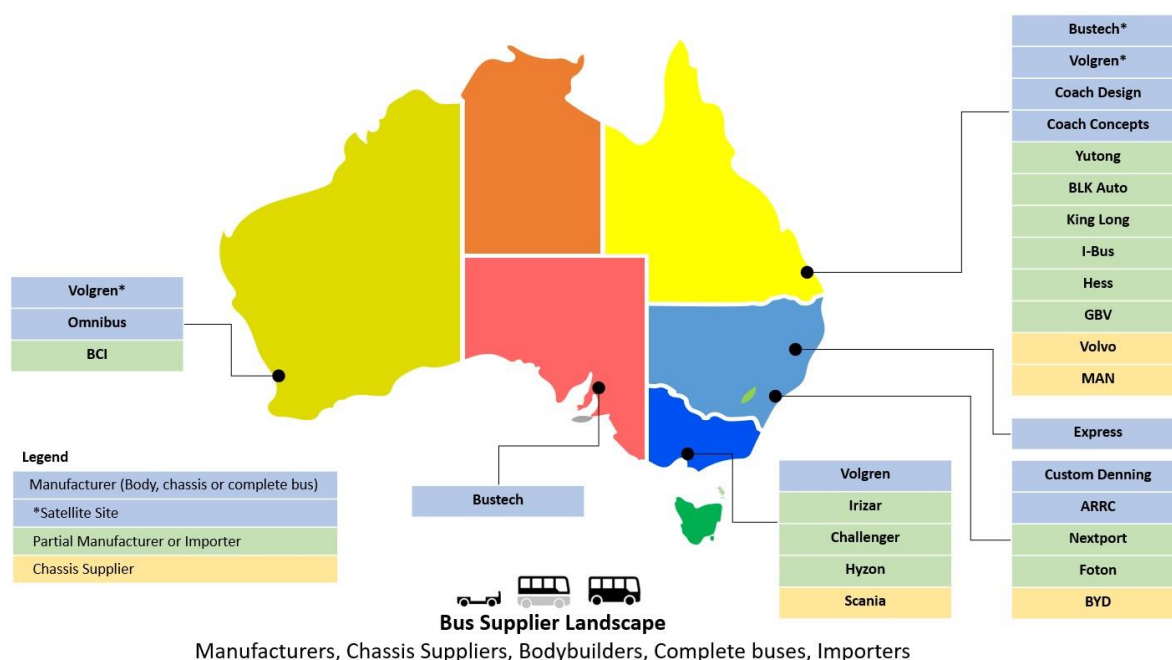 Bustech*
Volgren*
Coach Design
Coach Concepts
Yutong
BLK Auto
King Long
I-Bus
Hess
GBV
Volvo
MAN
Volgren*
Omnibus
BCI
Express
Legend
Manufacturer (Body, chassis or complete bus)
*Satellite Site
Partial Manufacturer or Importer
Chassis Supplier
Bustech
Volgren
Irizar
Challenger
Hyzon
Scania
Custom Denning
ARRC
Nextport
Foton
BYD
Bus Supplier Landscape
Manufacturers, Chassis Suppliers, Bodybuilders, Complete buses, Importers